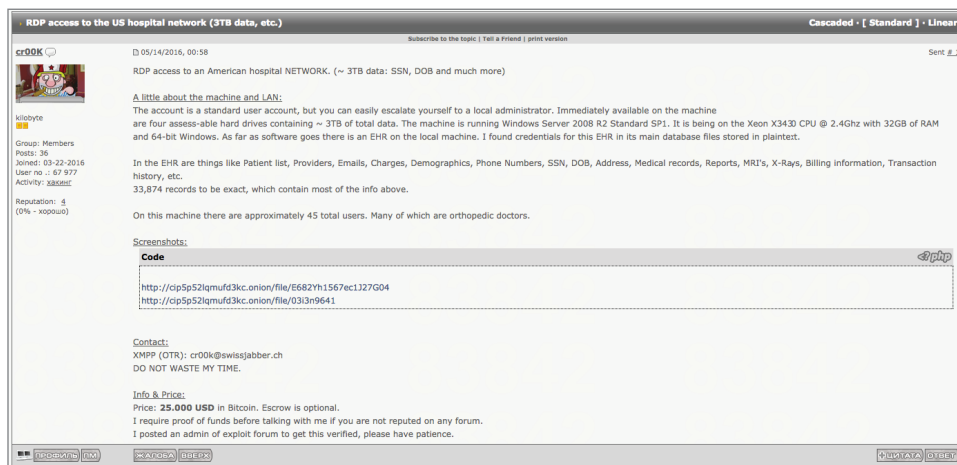 RDP access to the US hospital network (3TB data, etc.)
Cascaded · [ Standard ] · Linear
Subscribe to the topic | Tell a Friend | print version
cr00K
05/14/2016, 00:58
Sent #
RDP access to an American hospital NETWORK. (~ 3TB data: SSN, DOB and much more)
A little about the machine and LAN:
The account is a standard user account, but you can easily escalate yourself to a local administrator. Immediately available on the machine
are four assess-able hard drives containing ~ 3TB of total data. The machine is running Windows Server 2008 R2 Standard SP1. It is being on the Xeon X3430 CPU @ 2.4Ghz with 32GB of RAM
and 64-bit Windows. As far as software goes there is an EHR on the local machine. I found credentials for this EHR in its main database files stored in plaintext.
kilobyte
Group: Members
Posts: 36
Joined: 03-22-2016
User no .: 67 977
Activity: хакинг
Reputation: 4
(0% - хорошо)
In the EHR are things like Patient list, Providers, Emails, Charges, Demographics, Phone Numbers, SSN, DOB, Address, Medical records, Reports, MRI's, X-Rays, Billing information, Transaction
history, etc.
33,874 records to be exact, which contain most of the info above.
On this machine there are approximately 45 total users. Many of which are orthopedic doctors.
Screenshots:
Code
php
http://cip5p52lqmufd3kc.onion/file/E682Yh1567ec1J27G04
http://cip5p52lqmufd3kc.onion/file/03i3n9641
Contact:
XMPP (OTR): cr00k@swissjabber.ch
DO NOT WASTE MY TIME.
Info & Price:
Price: 25.000 USD in Bitcoin. Escrow is optional.
I require proof of funds before talking with me if you are not reputed on any forum.
I posted an admin of exploit forum to get this verified, please have patience.
ПРОФИЛЬ
ПМ
ЖАЛОБА
ВВЕРХ
+ЦИТАТА
ОТВЕТ